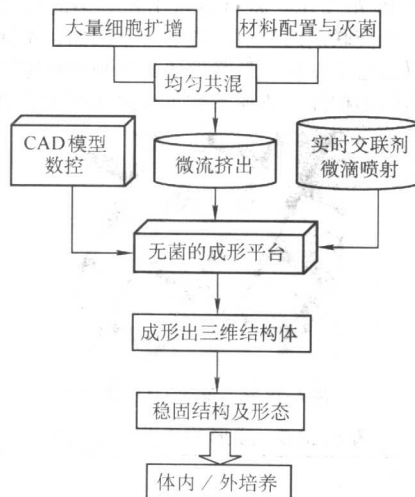 大量细胞扩增
材料配置与灭菌
均匀共混
CAD模型
数控
微流挤出
实时交联剂
微滴喷射
无菌的成形平台
成形出三维结构体
稳固结构及形态
体内/外培养